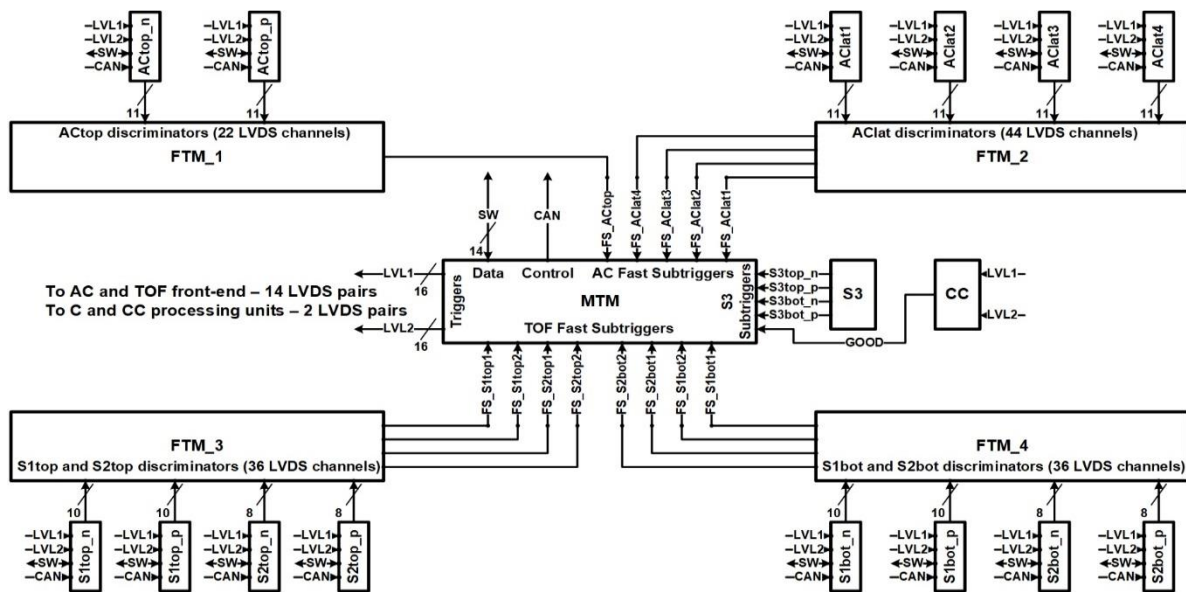 LVL1
LVL2
SW
CAN
ACtop_n
LVL1
LVL2
SW
CAN
ACtop_p
LVL1
LVL2
SW
CAN
AClat1
LVL1
LVL2
SW
CAN
AClat2
LVL1
LVL2
SW
CAN
AClat3
LVL1
LVL2
SW
CAN
AClat4
11
11
11
11
11
11
ACtop discriminators (22 LVDS channels)
FTM_1
AClat discriminators (44 LVDS channels)
FTM_2
SW
14
CAN
FS_ACtop
FS_AClat4
FS_AClat3
FS_AClat2
FS_AClat1
To AC and TOF front-end – 14 LVDS pairs
To C and CC processing units – 2 LVDS pairs
LVL1
16
LVL2
16
Triggers
Data
Control
AC Fast Subtriggers
MTM
TOF Fast Subtriggers
S3
Subtriggers
S3top_n
S3top_p
S3bot_n
S3bot_p
S3
CC
LVL1
LVL2
GOOD
FS_S1top1
FS_S1top2
FS_S2top1
FS_S2top2
FS_S2bot2
FS_S2bot1
FS_S1bot2
FS_S1bot1
FTM_3
S1top and S2top discriminators (36 LVDS channels)
FTM_4
S1bot and S2bot discriminators (36 LVDS channels)
10
10
8
8
10
10
8
8
LVL1
LVL2
SW
CAN
S1top_n
LVL1
LVL2
SW
CAN
S1top_p
LVL1
LVL2
SW
CAN
S2top_n
LVL1
LVL2
SW
CAN
S2top_p
LVL1
LVL2
SW
CAN
S1bot_n
LVL1
LVL2
SW
CAN
S1bot_p
LVL1
LVL2
SW
CAN
S2bot_n
LVL1
LVL2
SW
CAN
S2bot_p